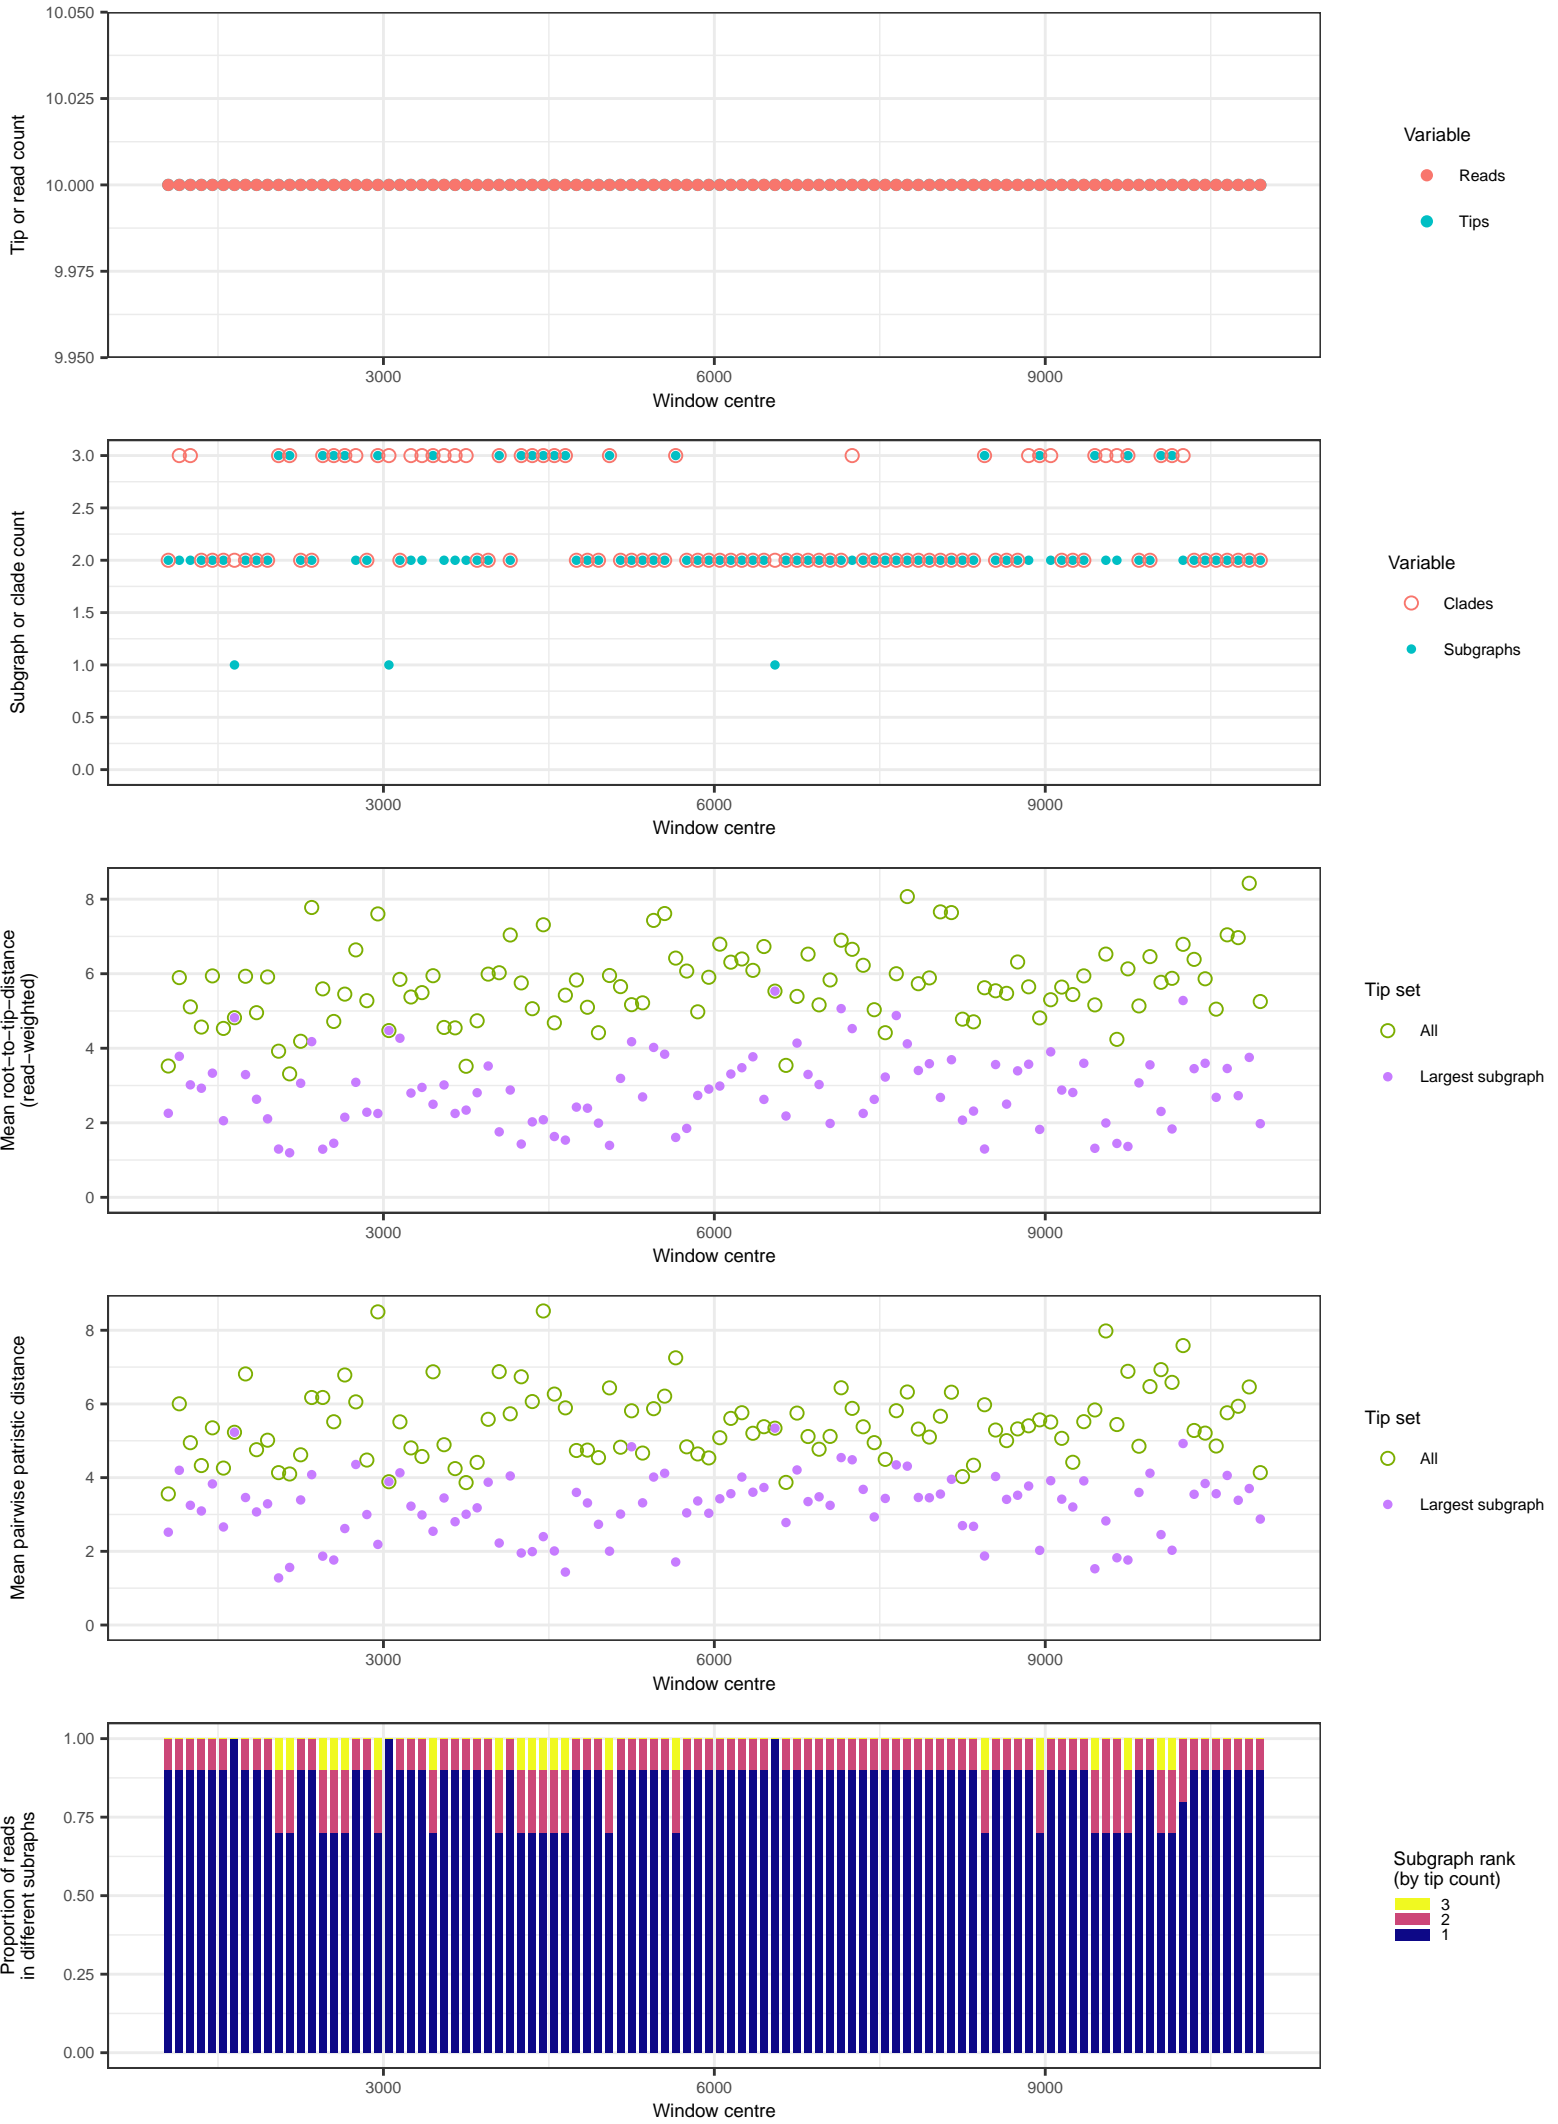 10.050
10.025
10.000
9.975
9.950
Tip or read count
3000 6000 9000
Window centre
Variable
Reads
Tips
3.0
2.5
2.0
1.5
1.0
0.5
0.0
Subgraph or clade count
3000 6000 9000
Window centre
Variable
Clades
Subgraphs
8
6
4
2
0
Mean root−to−tip−distance
(read−weighted)
3000 6000 9000
Window centre
Tip set
All
Largest subgraph
8
6
4
2
0
Mean pairwise patristic distance
3000 6000 9000
Window centre
Tip set
All
Largest subgraph
1.00
0.75
0.50
0.25
0.00
Proportion of reads
in different subraphs
3000 6000 9000
Window centre
Subgraph rank
(by tip count)
3
2
1